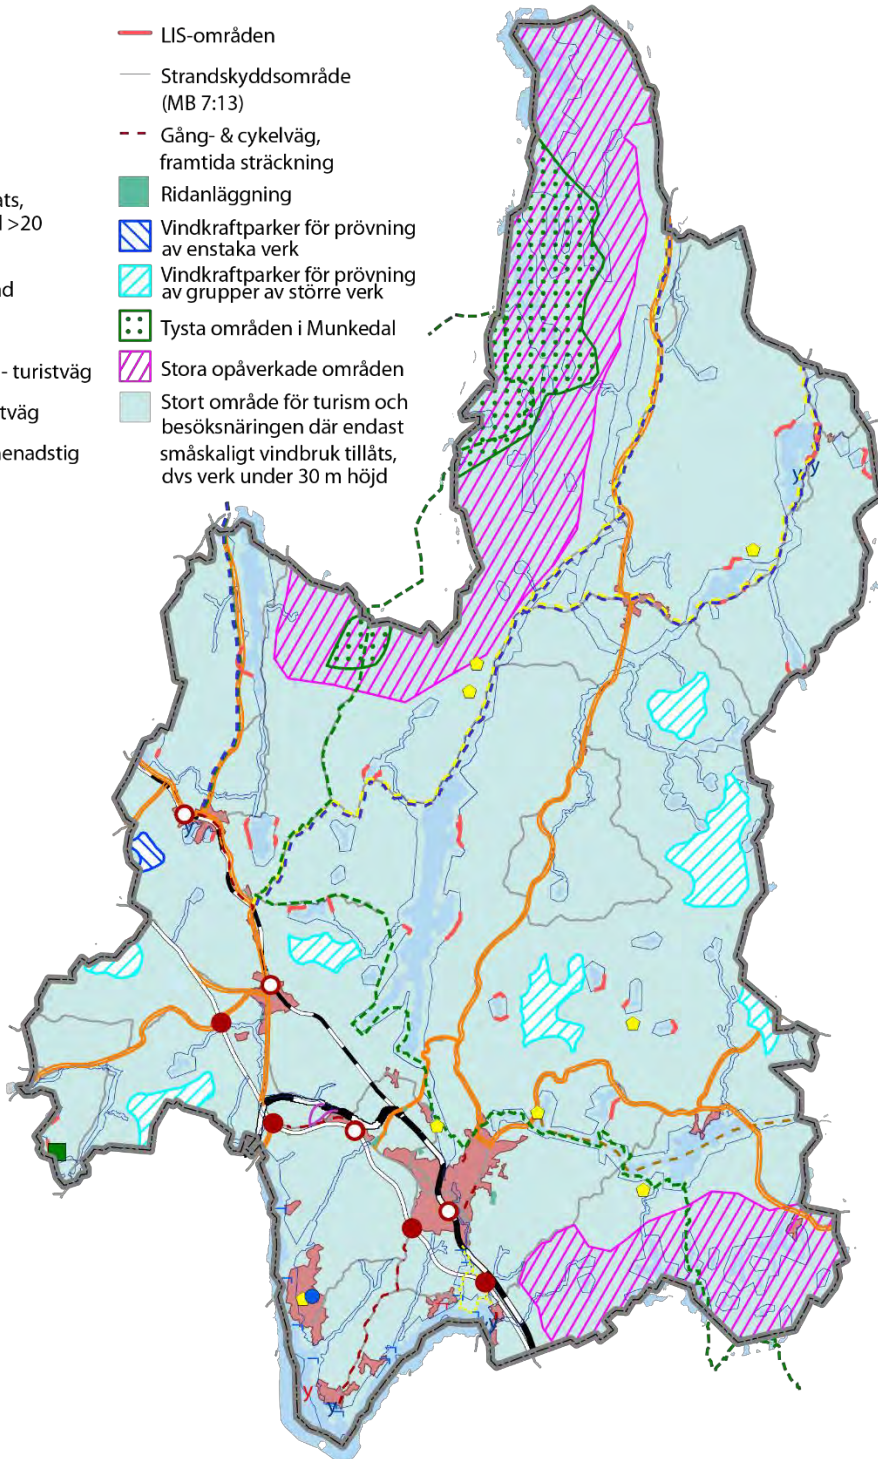 LIS-områden
Strandskyddsområde
(MB 7:13)
Gång- & cykelväg,
framtida sträckning
Ridanläggning
Vindkraftparker för prövning
av enstaka verk
Vindkraftparker för prövning
av grupper av större verk
Tysta områden i Munkedal
Stora opåverkade områden
Stort område för turism och
besöksnäringen där endast
småskaligt vindbruk tillåts,
dvs verk under 30 m höjd
ats,
>20
- turistväg
tväg